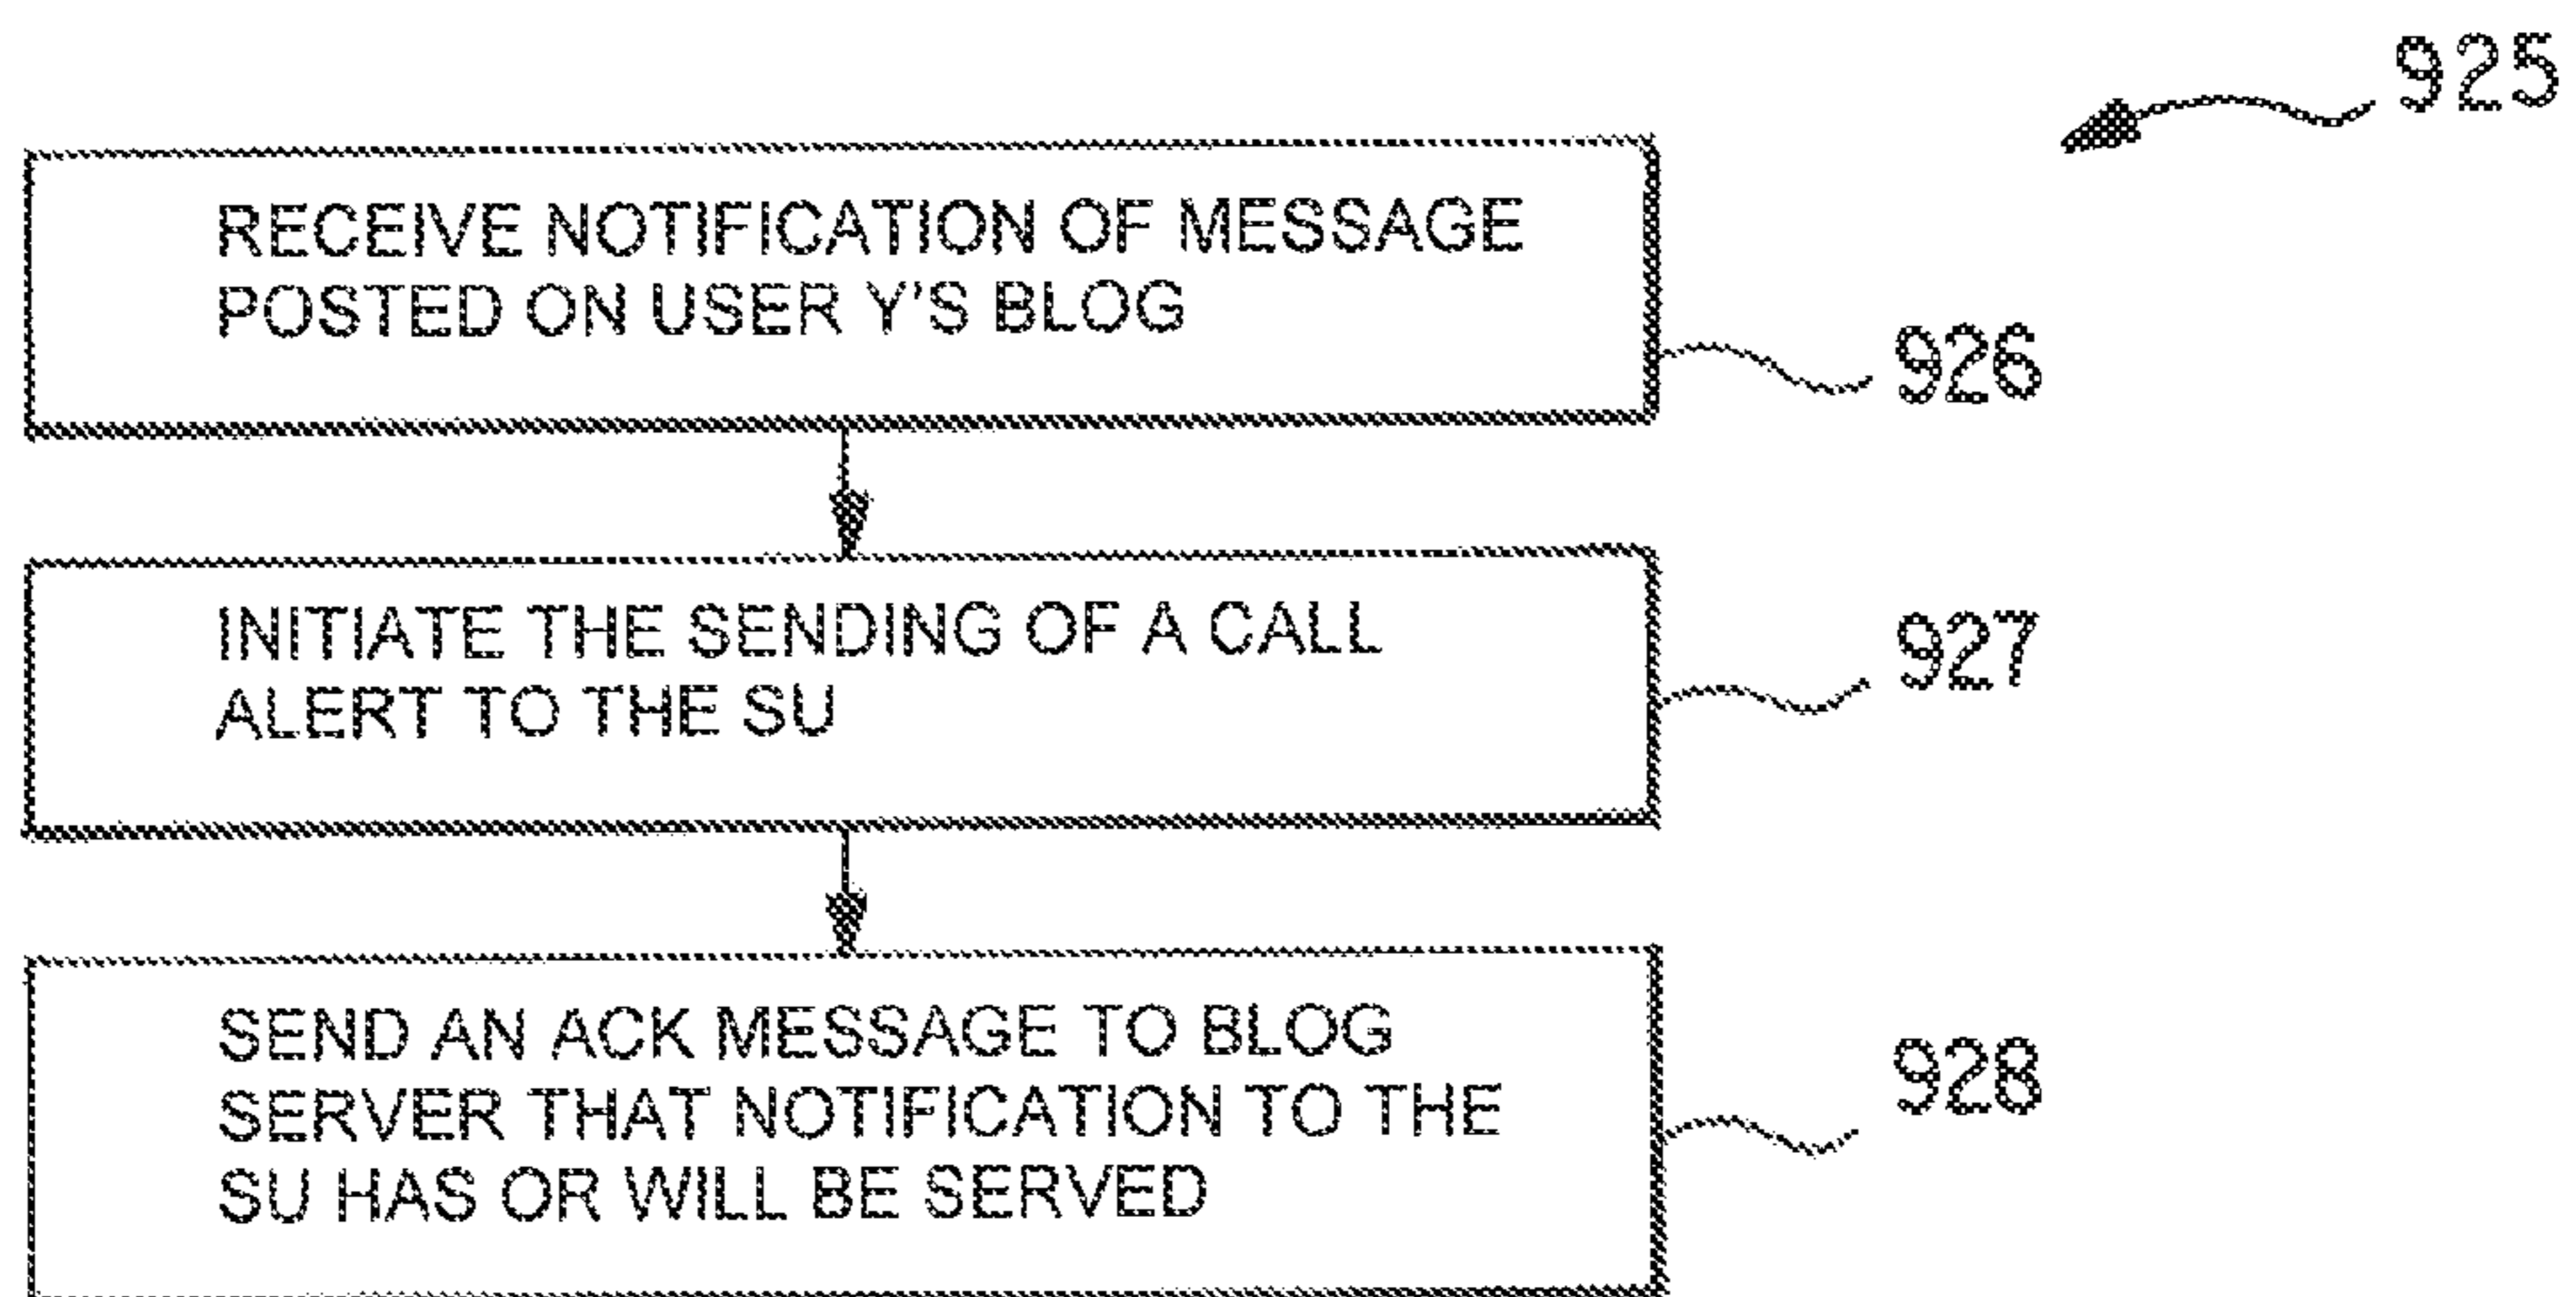 925
RECEIVE NOTIFICATION OF MESSAGE
POSTED ON USER Y'S BLOG
926
INITIATE THE SENDING OF A CALL
ALERT TO THE SU
927
SEND AN ACK MESSAGE TO BLOG
SERVER THAT NOTIFICATION TO THE
SU HAS OR WILL BE SERVED
928